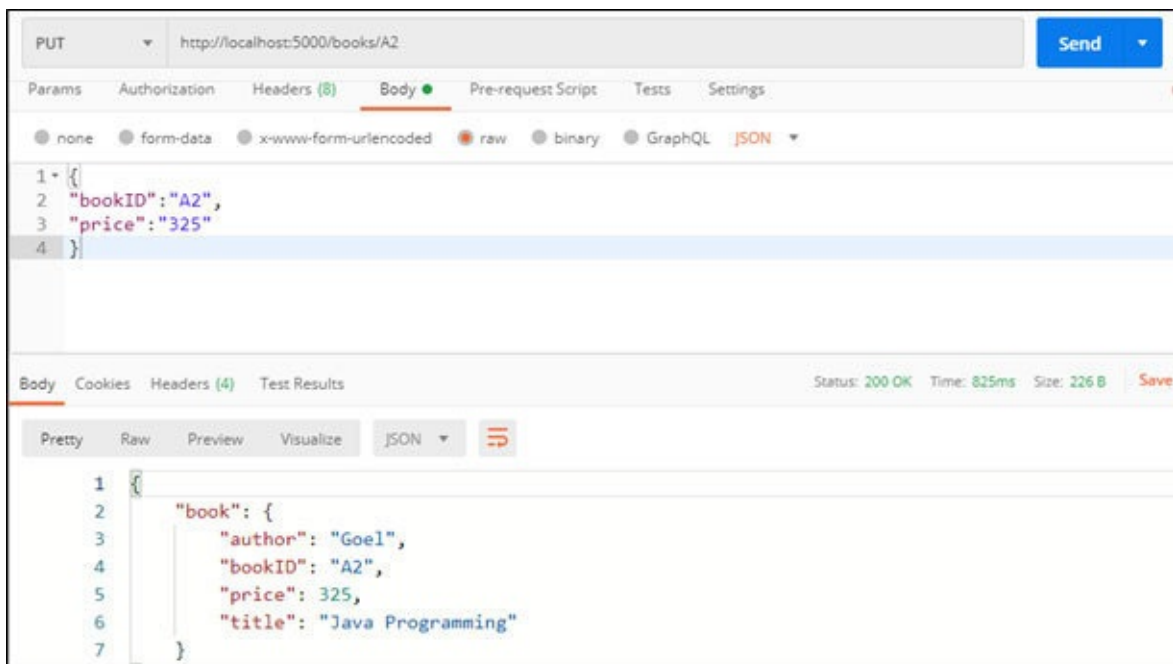 PUT http://localhost:5000/books/A2 Send
Params Authorization Headers (8) Body Pre-request Script Tests Settings
none form-data x-www-form-urlencoded raw binary GraphQL JSON
1 {
2 "bookID":"A2",
3 "price":"325"
4 }
Body Cookies Headers (4) Test Results Status: 200 OK Time: 825ms Size: 226 B Save
Pretty Raw Preview Visualize JSON
1 {
2 "book": {
3 "author": "Goel",
4 "bookID": "A2",
5 "price": 325,
6 "title": "Java Programming"
7 }